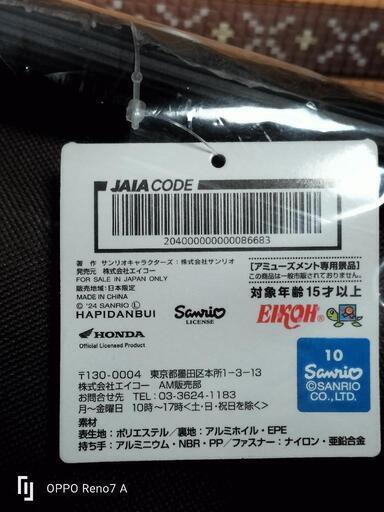 JAIA CODE
204000000000086683
著 作 サンリオキャラクターズ:株式会社サンリオ
発売元 株式会社エイコー
FOR SALE IN JAPAN ONLY
販売地域:日本限定
MADE IN CHINA
© '24 SANRIO Ⓛ
HAPIDANBUI
Sanrio
LICENSE
[アミューズメント専用景品]
この商品は一般市販されておりません。
対象年齢15才以上
EIKOH®
HONDA
Official Licensed Product
10
Sanrio
©SANRIO
CO., LTD.
〒130-0004 東京都墨田区本所1-3-13
株式会社エイコー AM販売部
お問合せ先 TEL 03-3624-1183
月~金曜日 10時~17時<土・日・祝日を除く>
素材
表生地:ポリエステル/裏地:アルミホイル・EPE
持ち手:アルミニウム・NBR・PP/ファスナー:ナイロン・亜鉛合金
OPPO Reno7 A